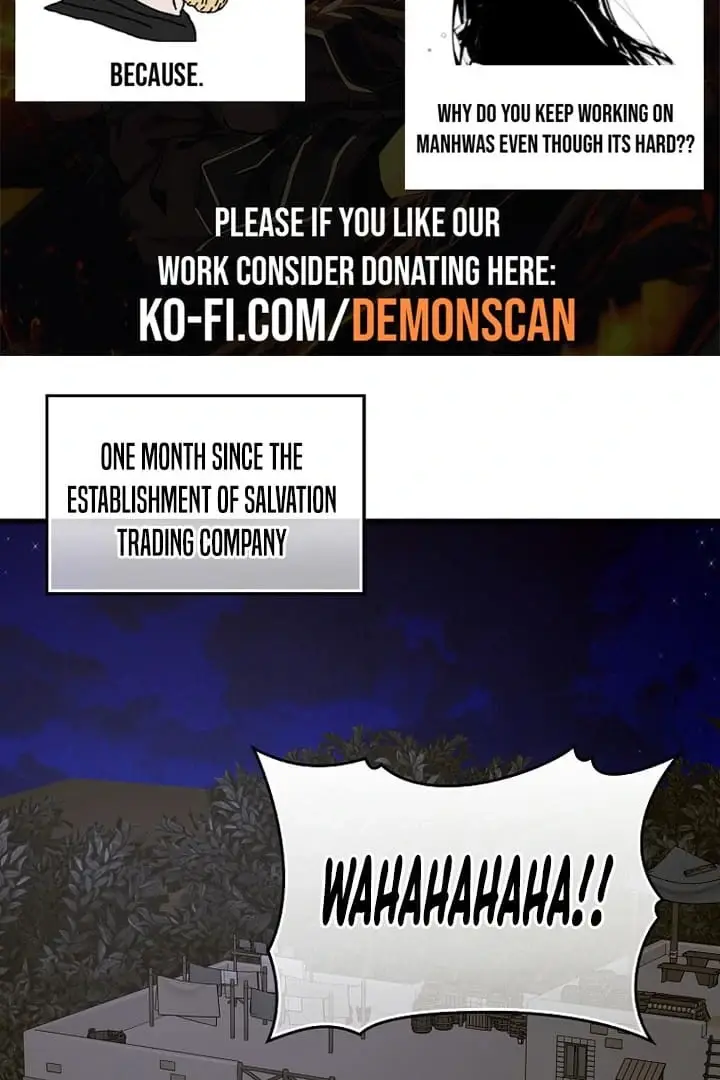 BECAUSE.
WHY DO YOU KEEP WORKING ON
MANHWAS EVEN THOUGH ITS HARD??
PLEASE IF YOU LIKE OUR
WORK CONSIDER DONATING HERE:
KO-FI.COM/DEMONSCAN
ONE MONTH SINCE THE
ESTABLISHMENT OF SALVATION
TRADING COMPANY
WAHAHAHAHA!!